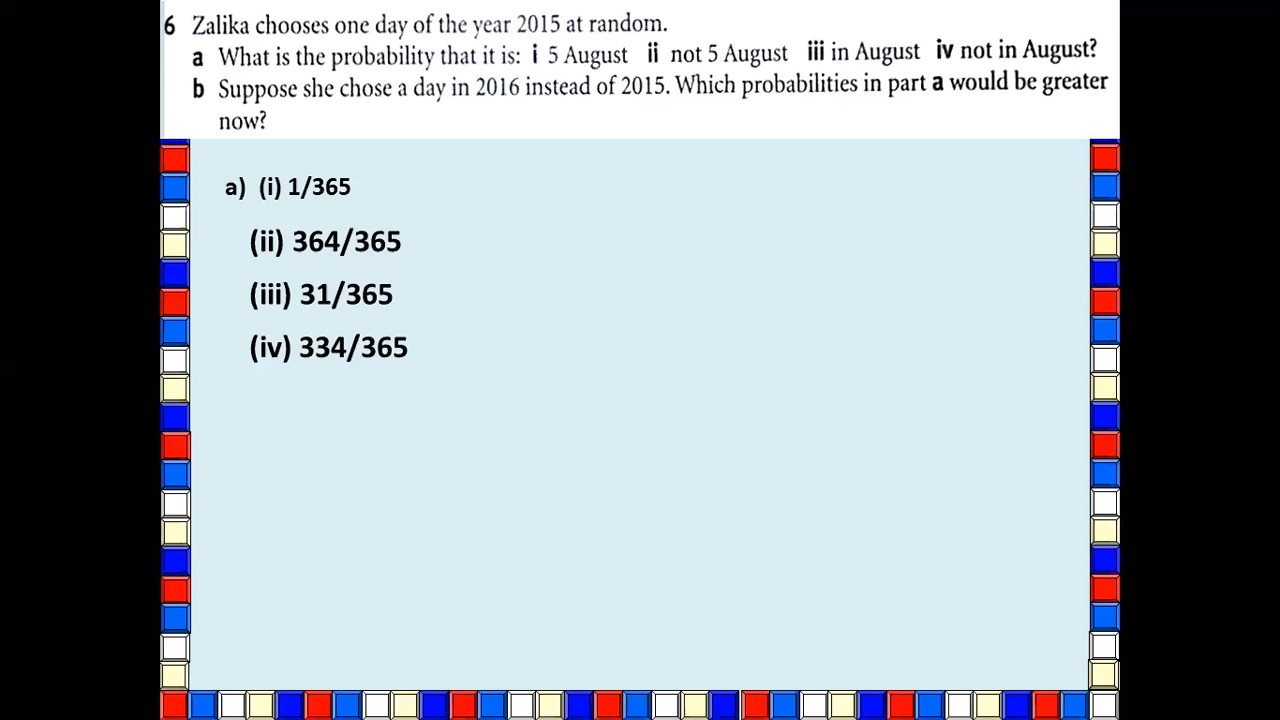 6 Zalika chooses one day of the year 2015 at random.
a What is the probability that it is: i 5 August ii not 5 August iii in August iv not in August?
b Suppose she chose a day in 2016 instead of 2015. Which probabilities in part a would be greater
now?
a) (i) 1/365
(ii) 364/365
(iii) 31/365
(iv) 334/365